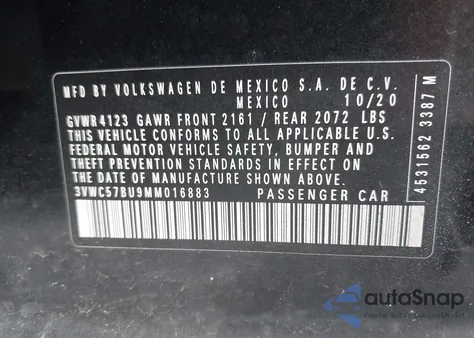 MFD BY VOLKSWAGEN DE MEXICO S.A. DE C.V.
MEXICO 10/20
GVWR 4123 GAWR FRONT 2161 / REAR 2072 LBS
THIS VEHICLE CONFORMS TO ALL APPLICABLE U.S.
FEDERAL MOTOR VEHICLE SAFETY, BUMPER AND
THEFT PREVENTION STANDARDS IN EFFECT
ON THE DATE OF MANUFACTURE SHOWN ABOVE.
3VWC57BU9MM016883 PASSENGER CAR
4531562 3387 M
autoSnap